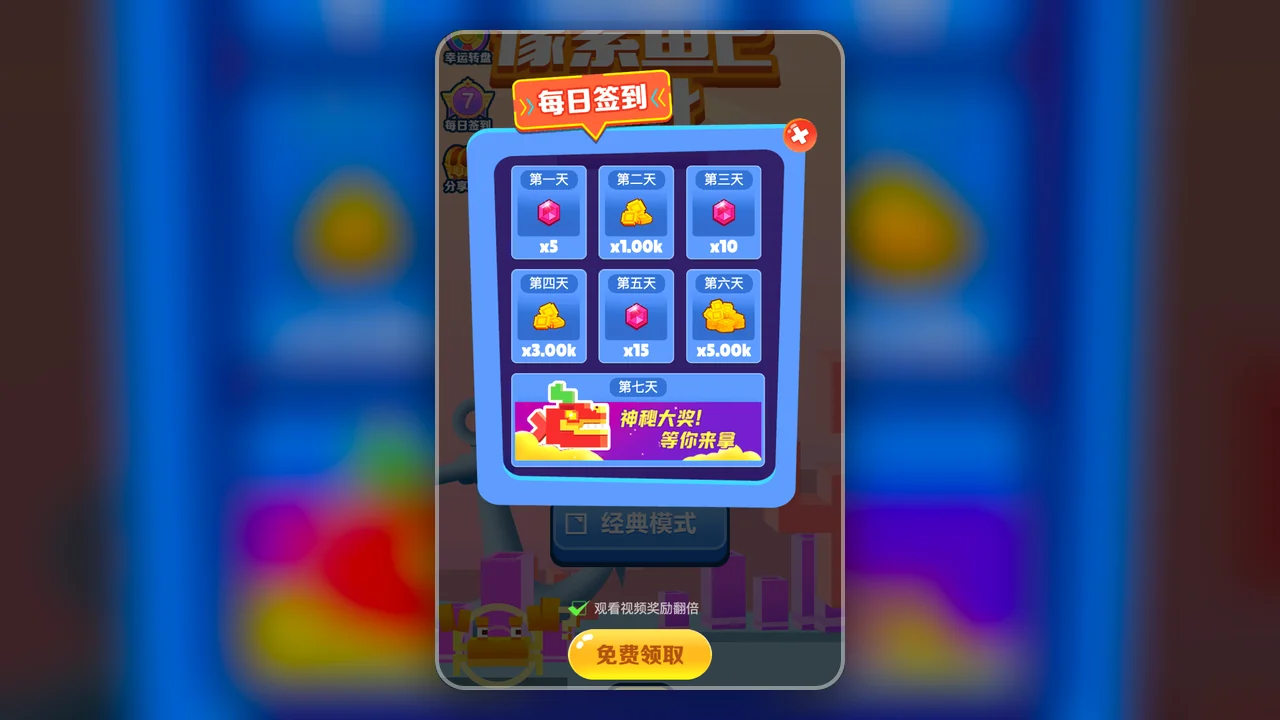 幸运转盘
7
每日签到
分享
每日签到
第一天
第二天
第三天
x5
x1.00k
x10
第四天
第五天
第六天
x3.00k
x15
x5.00k
第七天
神秘大奖!
等你来拿
经典模式
观看视频奖励翻倍
免费领取